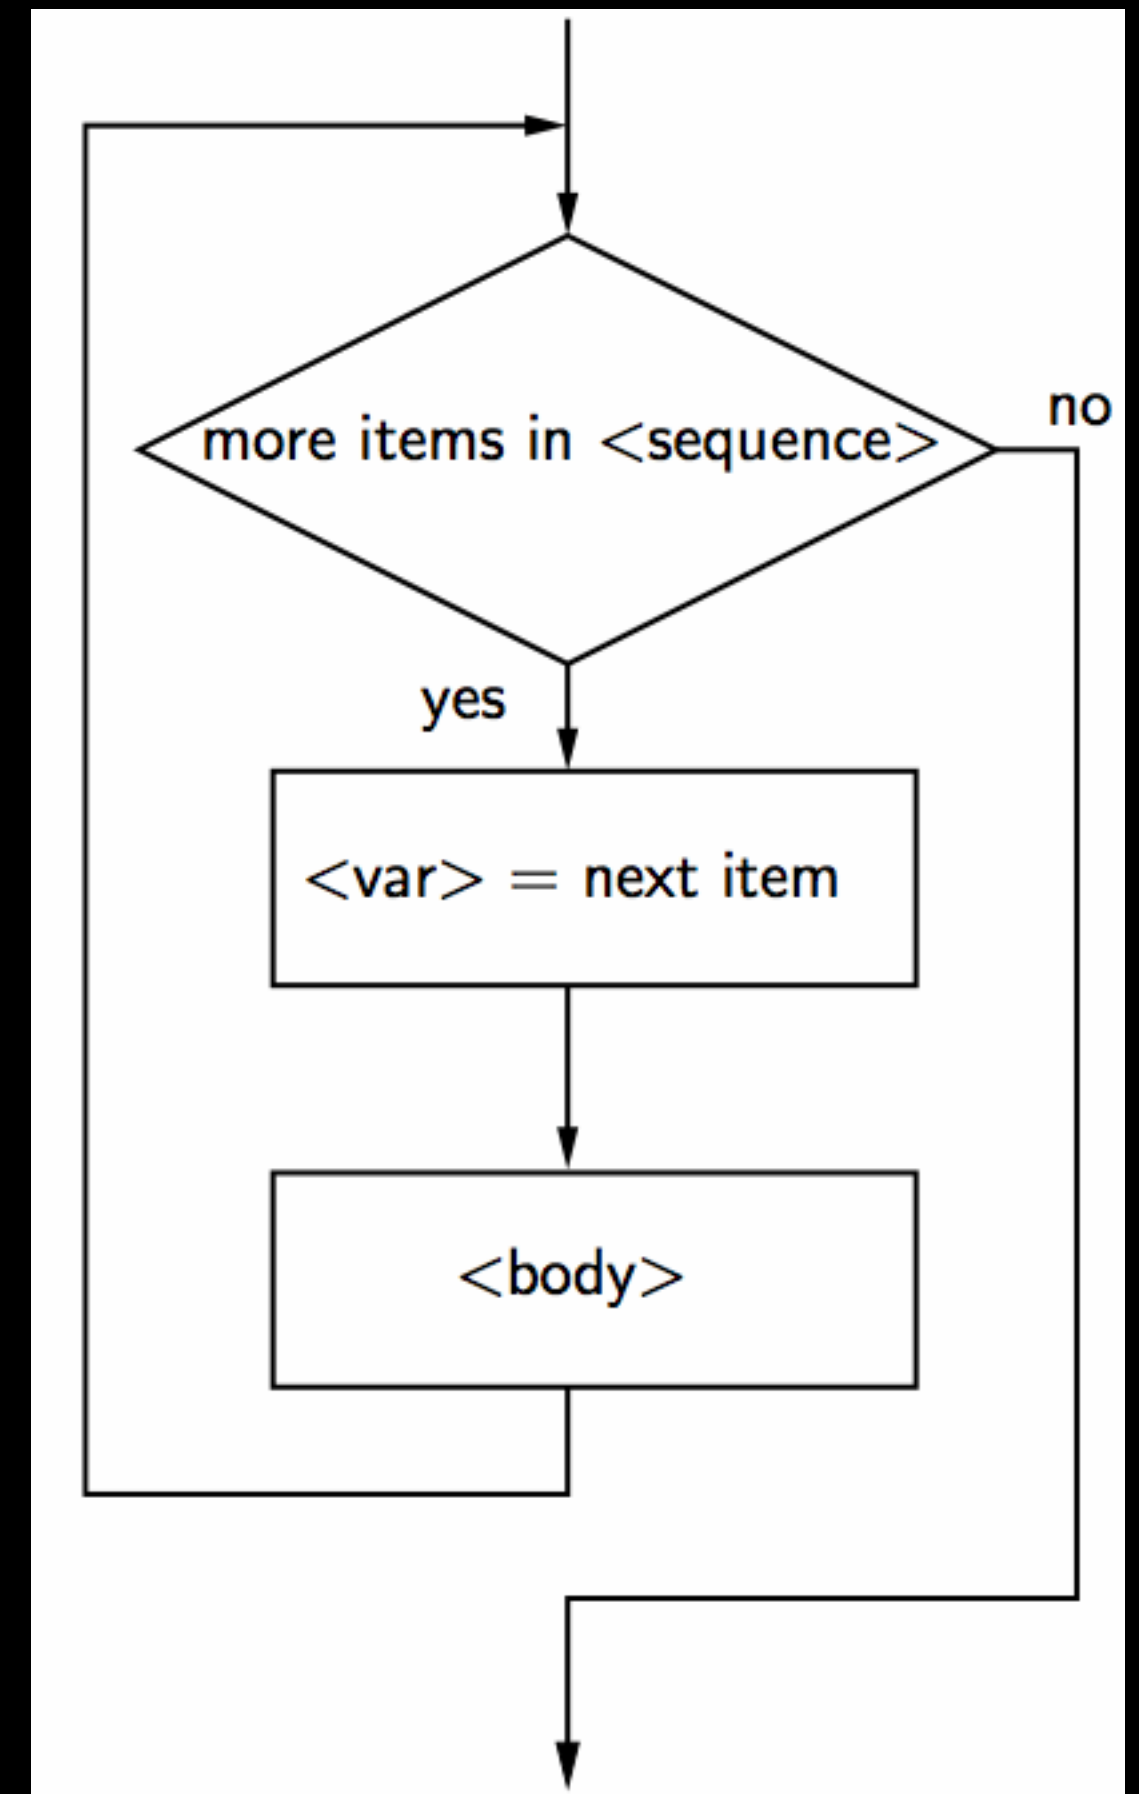 no
more items in <sequence>
yes
<var> = next item
<body>